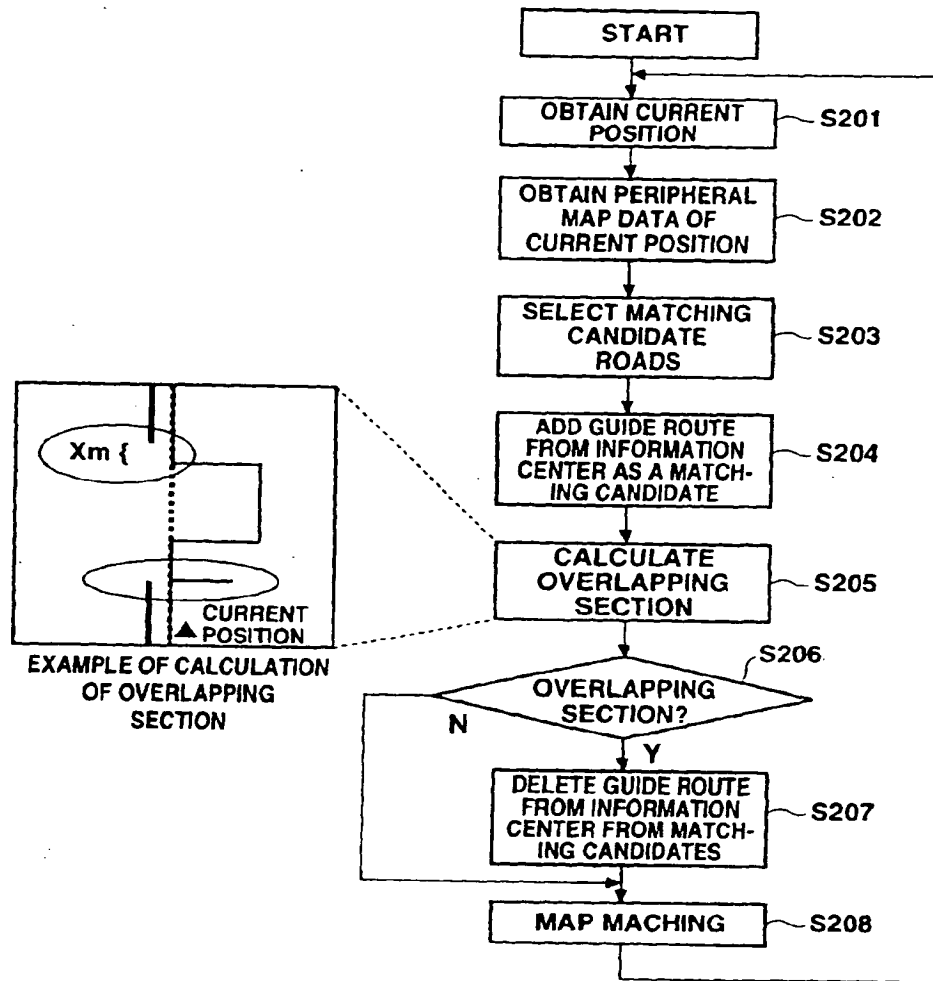 START
OBTAIN CURRENT
POSITION
S201
OBTAIN PERIPHERAL
MAP DATA OF
CURRENT POSITION
S202
SELECT MATCHING
CANDIDATE
ROADS
S203
ADD GUIDE ROUTE
FROM INFORMATION
CENTER AS A MATCH-
ING CANDIDATE
S204
Xm {
CURRENT
POSITION
EXAMPLE OF CALCULATION
OF OVERLAPPING
SECTION
CALCULATE
OVERLAPPING
SECTION
S205
OVERLAPPING
SECTION?
S206
N
Y
DELETE GUIDE ROUTE
FROM INFORMATION
CENTER FROM MATCH-
ING CANDIDATES
S207
MAP MACHING
S208